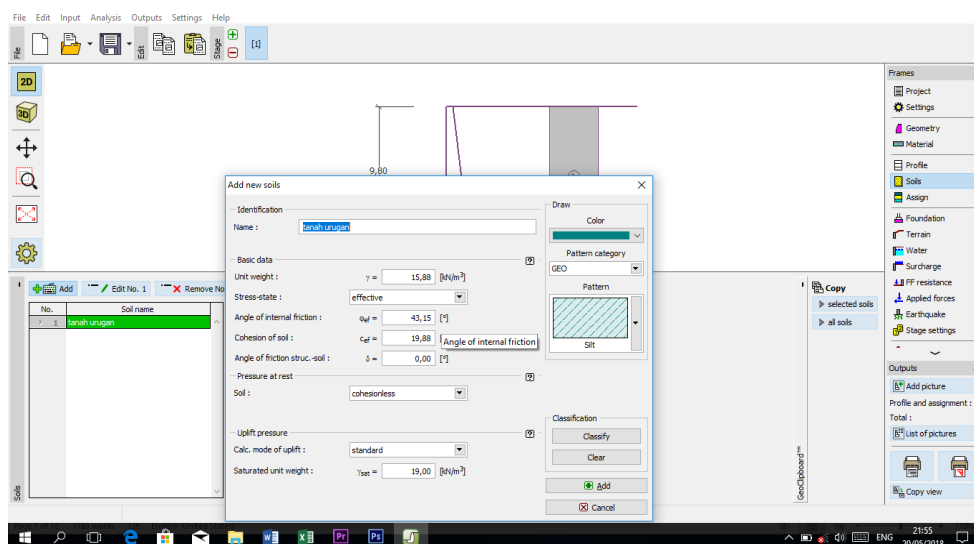 File Edit Input Analysis Outputs Settings Help
File
Edit
Stage
[1]
2D
3D
9,80
Frames
Project
Settings
Geometry
Material
Profile
Soils
Assign
Foundation
Terrain
Water
Surcharge
FF resistance
Applied forces
Earthquake
Stage settings
Outputs
Add picture
Profile and assignment :
Total :
List of pictures
Copy view
Add new soils
Identification
Name : tanah urugan
Basic data [?]
Unit weight : γ = 15,88 [kN/m³]
Stress-state : effective
Angle of internal friction : φef = 43,15 [°]
Cohesion of soil : cef = 19,88
Angle of internal friction
Angle of friction struc.-soil : δ = 0,00 [°]
Pressure at rest [?]
Soil : cohesionless
Uplift pressure [?]
Calc. mode of uplift : standard
Saturated unit weight : γsat = 19,00 [kN/m³]
Draw
Color
Pattern category
GEO
Pattern
Silt
Classification
Classify
Clear
Add
Cancel
Add Edit No. 1 Remove No
No. Soil name
1 tanah urugan
Soils
GeoClipboard™
Copy
selected soils
all soils
Pr
Ps
ENG
21:55
20/05/2018